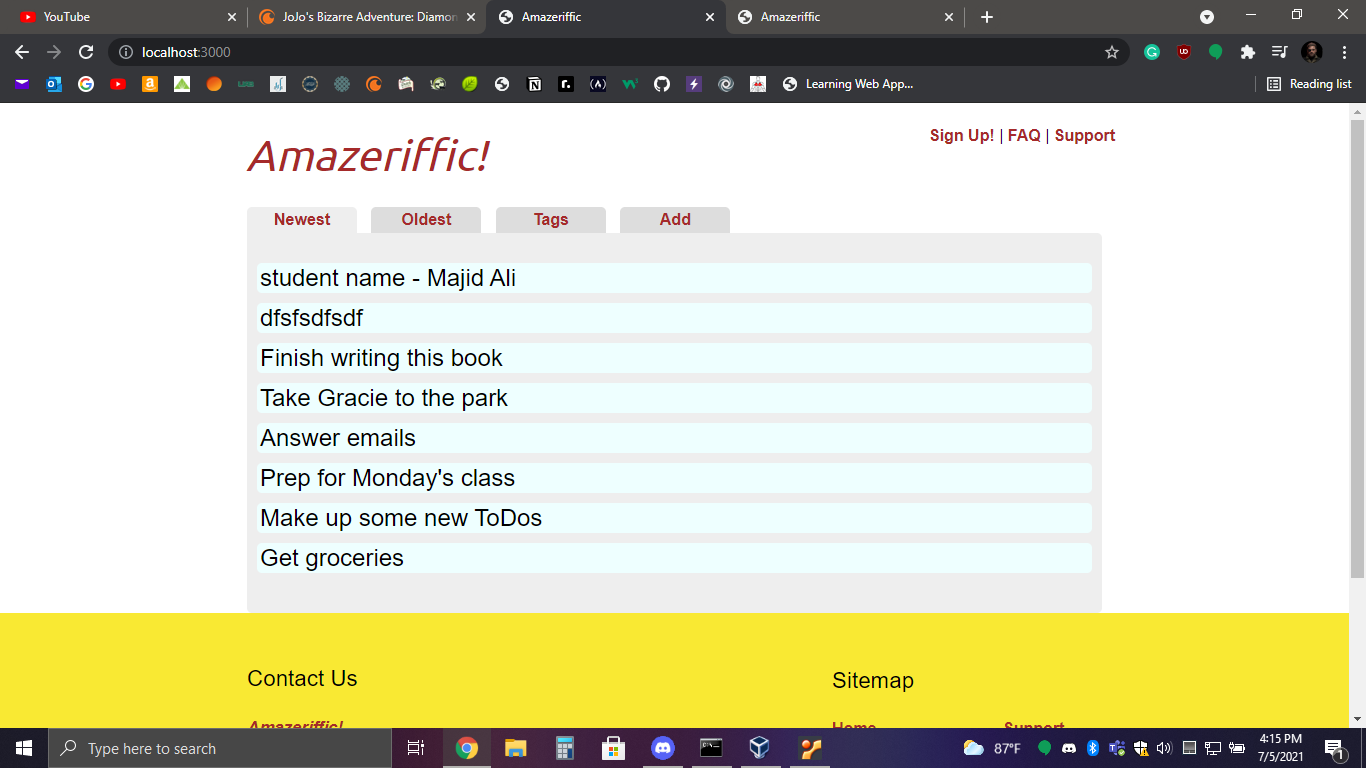 YouTube
JoJo's Bizarre Adventure: Diamon
Amazeriffic
Amazeriffic
localhost:3000
Learning Web App...
Reading list
Amazeriffic!
Sign Up! | FAQ | Support
Newest
Oldest
Tags
Add
student name - Majid Ali
dfsfsdfsdf
Finish writing this book
Take Gracie to the park
Answer emails
Prep for Monday's class
Make up some new ToDos
Get groceries
Contact Us
Sitemap
Amazeriffic!
Home
Support
Type here to search
87°F
4:15 PM
7/5/2021
1